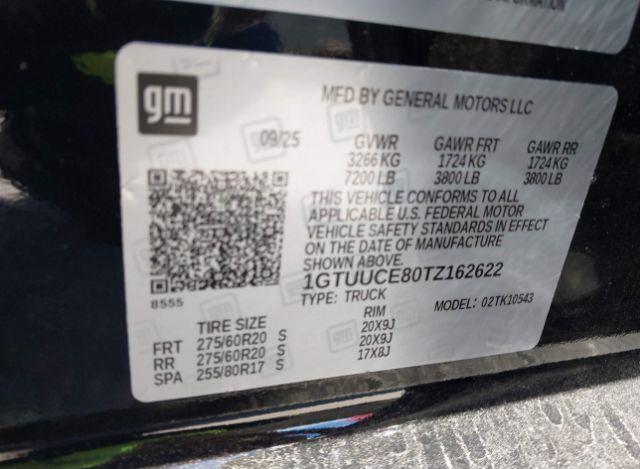 INFORMATION
gm
MFD BY GENERAL MOTORS LLC
09/25 GVWR GAWR FRT GAWR RR
3266 KG 1724 KG 1724 KG
7200 LB 3800 LB 3800 LB
THIS VEHICLE CONFORMS TO ALL
APPLICABLE U.S. FEDERAL MOTOR
VEHICLE SAFETY STANDARDS IN EFFECT
ON THE DATE OF MANUFACTURE
SHOWN ABOVE.
1GTUUCE80TZ162622
TYPE: TRUCK MODEL: 02TK10543
8555
TIRE SIZE RIM
FRT 275/60R20 S 20X9J
RR 275/60R20 S 20X9J
SPA 255/80R17 S 17X8J